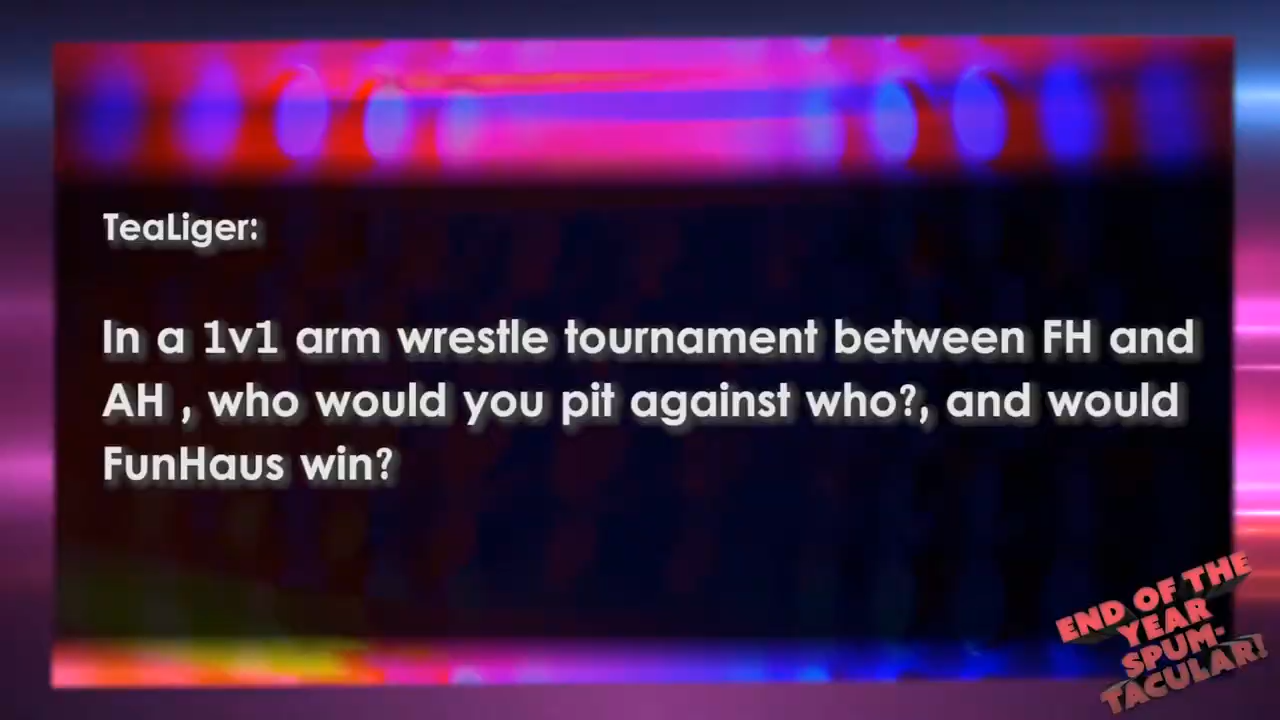 TeaLiger:
In a 1v1 arm wrestle tournament between FH and
AH , who would you pit against who?, and would
FunHaus win?
END OF THE
YEAR
SPUM-
TACULAR!